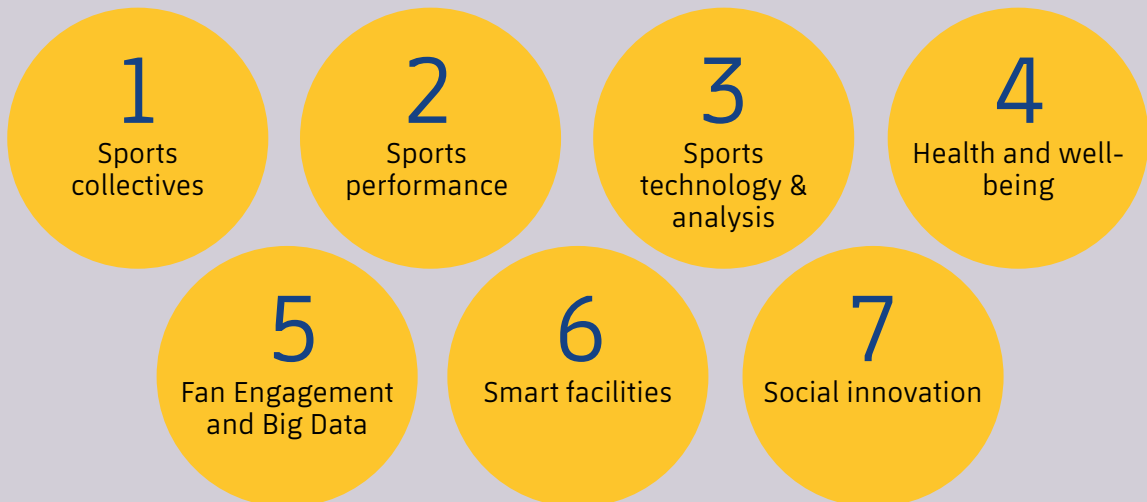 1
Sports
collectives
2
Sports
performance
3
Sports
technology &
analysis
4
Health and well-
being
5
Fan Engagement
and Big Data
6
Smart facilities
7
Social innovation